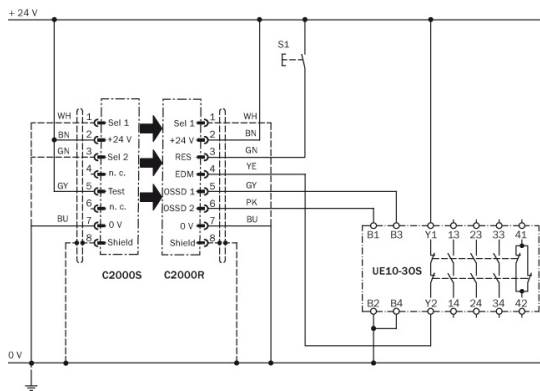 + 24 V
S1
WH 1 Sel 1
BN 2 +24 V
GN 3 Sel 2
4 n. c.
GY 5 Test
6 n. c.
BU 7 0 V
8 Shield
C2000S
Sel 1 1 WH
+24 V 2 BN
RES 3 GN
EDM 4 YE
OSSD 1 5 GY
OSSD 2 6 PK
0 V 7 BU
Shield 8
C2000R
B1 B3 Y1 13 23 33 41
UE10-30S
B2 B4 Y2 14 24 34 42
0 V